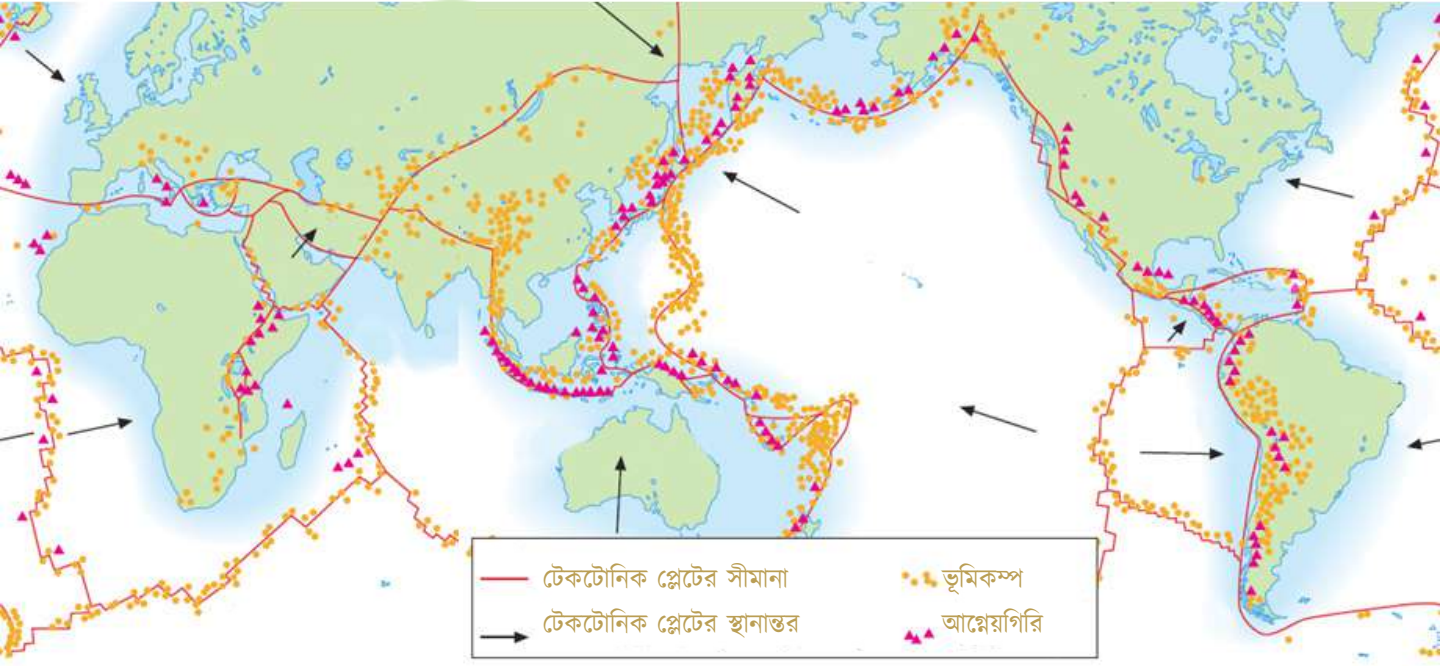 টেকটোনিক প্লেটের সীমানা
ভূমিকম্প
টেকটোনিক প্লেটের স্থানান্তর
আগ্নেয়গিরি